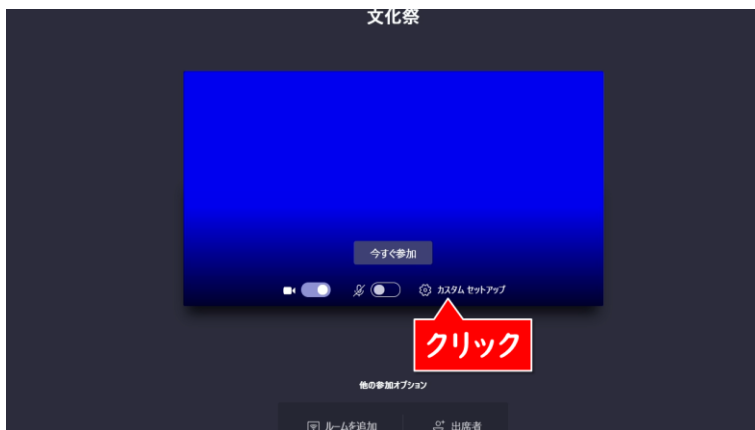 文化祭
今すぐ参加
カスタム セットアップ
クリック
他の参加オプション
ルームを追加
出席者